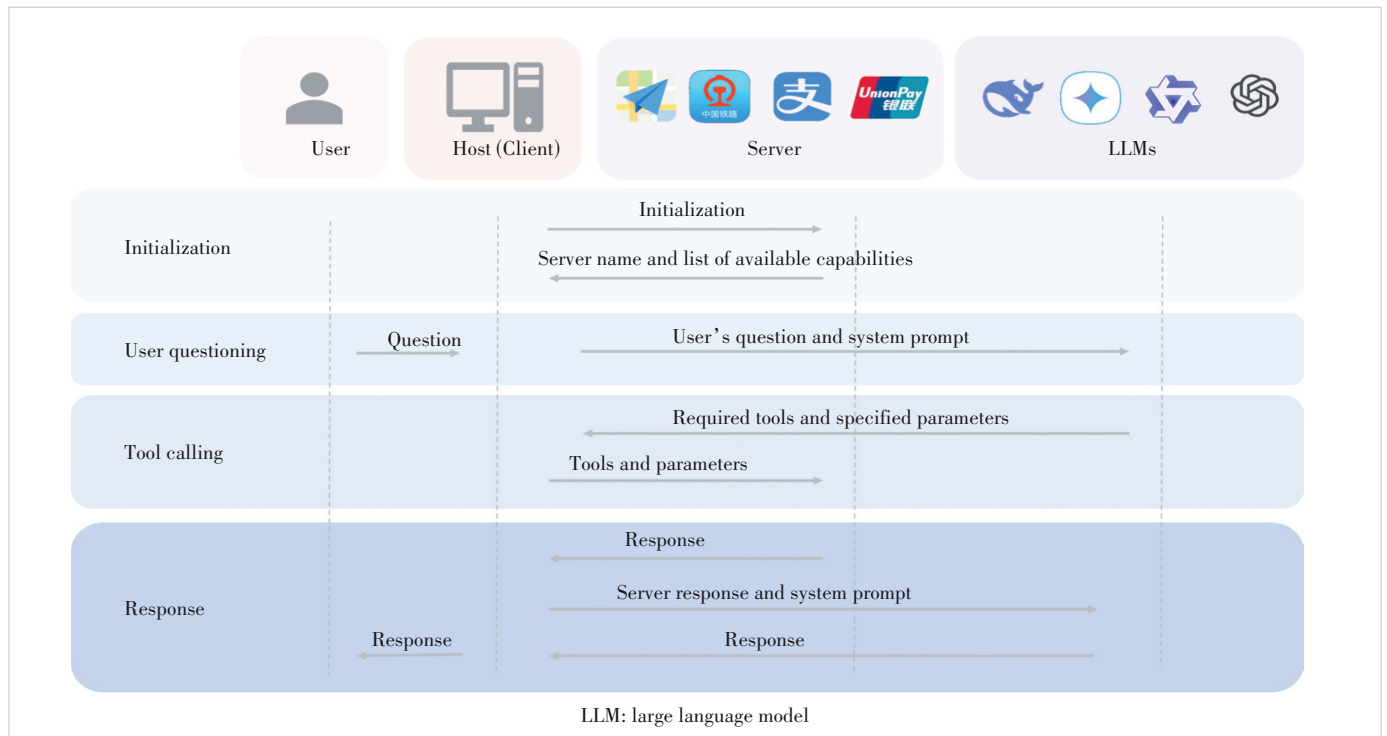 中国铁路
支
UnionPay
银联
User
Host (Client)
Server
LLMs
Initialization
Initialization
Server name and list of available capabilities
User questioning
Question
User’s question and system prompt
Tool calling
Required tools and specified parameters
Tools and parameters
Response
Response
Server response and system prompt
Response
Response
LLM: large language model